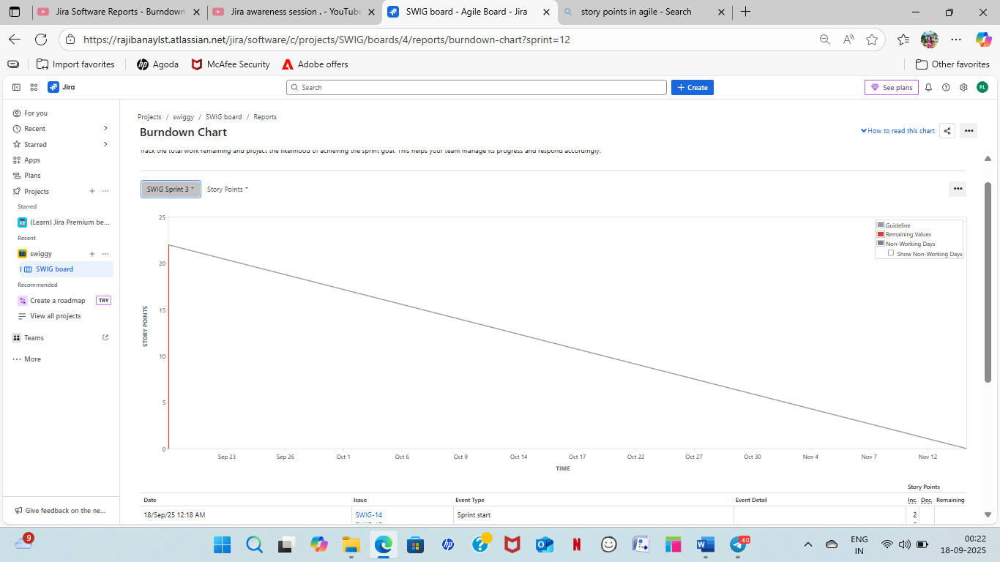 Jira Software Reports - Burndown
Jira awareness session . - YouTube
SWIG board - Agile Board - Jira
story points in agile - Search
https://rajibanaylst.atlassian.net/jira/software/c/projects/SWIG/boards/4/reports/burndown-chart?sprint=12
Import favorites
Agoda
McAfee Security
Adobe offers
Other favorites
Jira
Search
Create
See plans
RL
For you
Recent
Starred
Apps
Plans
Projects
Starred
(Learn) Jira Premium be...
Recent
swiggy
SWIG board
Recommended
Create a roadmap TRY
View all projects
Teams
More
Give feedback on the ne...
Projects / swiggy / SWIG board / Reports
Burndown Chart
How to read this chart
Track the total work remaining and project the likelihood of achieving the sprint goal. This helps your team manage its progress and respond accordingly.
SWIG Sprint 3
Story Points
25
20
15
10
5
0
STORY POINTS
Guideline
Remaining Values
Non-Working Days
Show Non-Working Days
Sep 23 Sep 26 Oct 1 Oct 6 Oct 9 Oct 14 Oct 17 Oct 22 Oct 27 Oct 30 Nov 4 Nov 7 Nov 12
TIME
Story Points
Date Issue Event Type Event Detail Inc. Dec. Remaining
18/Sep/25 12:18 AM SWIG-14 Sprint start 2
9
60
ENG
IN
00:22
18-09-2025